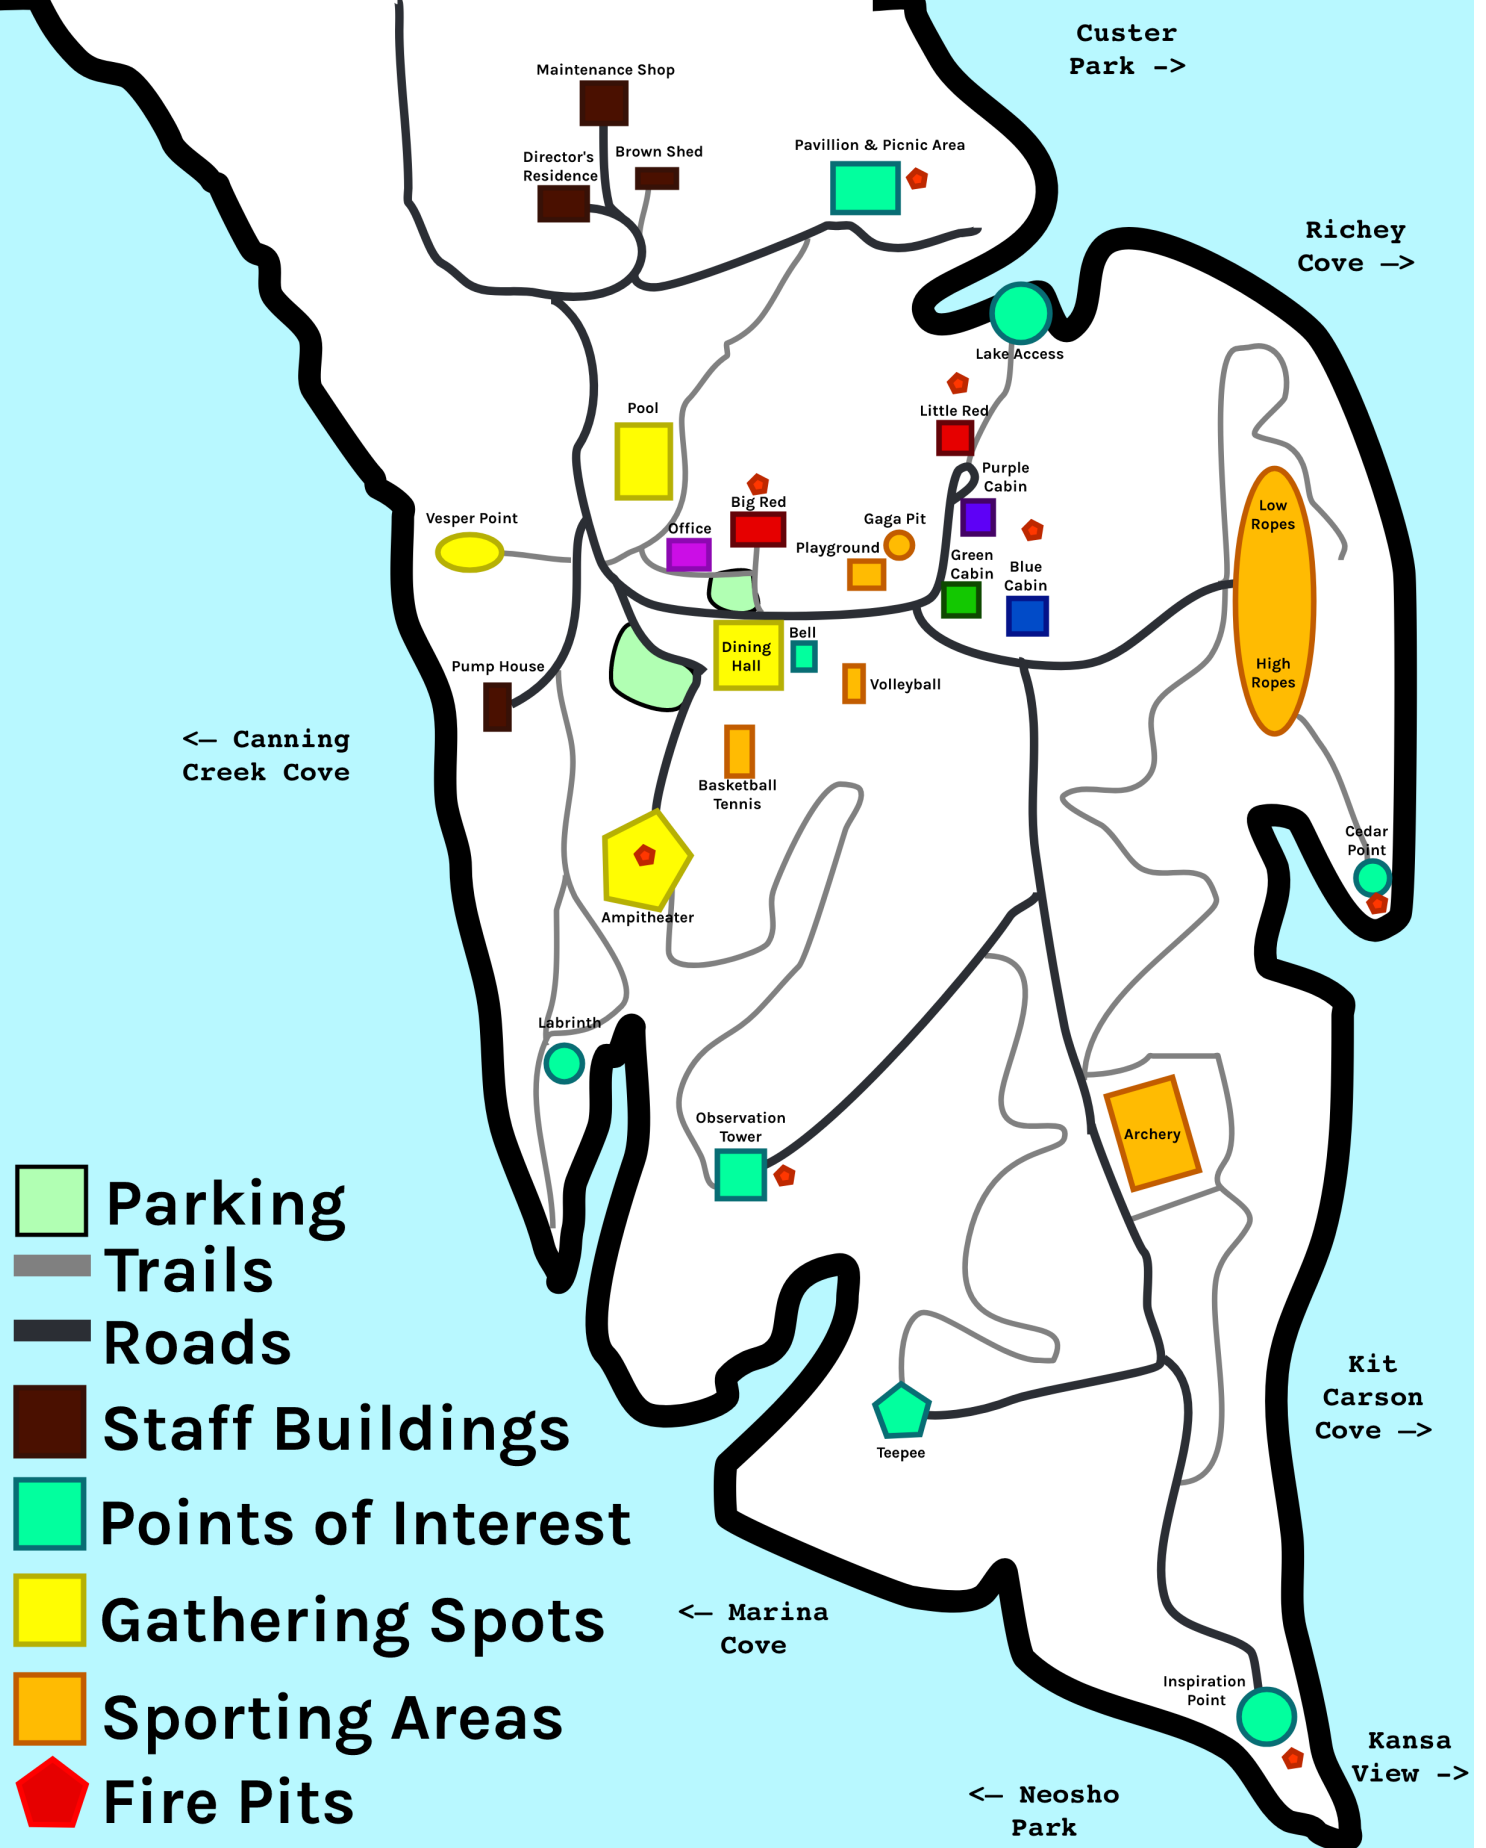 Custer
Park ->
Maintenance Shop
Director's
Residence
Brown Shed
Pavillion & Picnic Area
Richey
Cove —>
Lake Access
Pool
Little Red
Purple
Cabin
Big Red
Vesper Point
Office
Gaga Pit
Playground
Green
Cabin
Blue
Cabin
Low
Ropes
High
Ropes
Dining
Hall
Bell
Pump House
Volleyball
<— Canning
Creek Cove
Basketball
Tennis
Cedar
Point
Ampitheater
Labrinth
Observation
Tower
Archery
Parking
Trails
Roads
Staff Buildings
Points of Interest
Gathering Spots
Sporting Areas
Fire Pits
Teepee
Kit
Carson
Cove —>
<— Marina
Cove
Inspiration
Point
Kansa
View ->
<— Neosho
Park